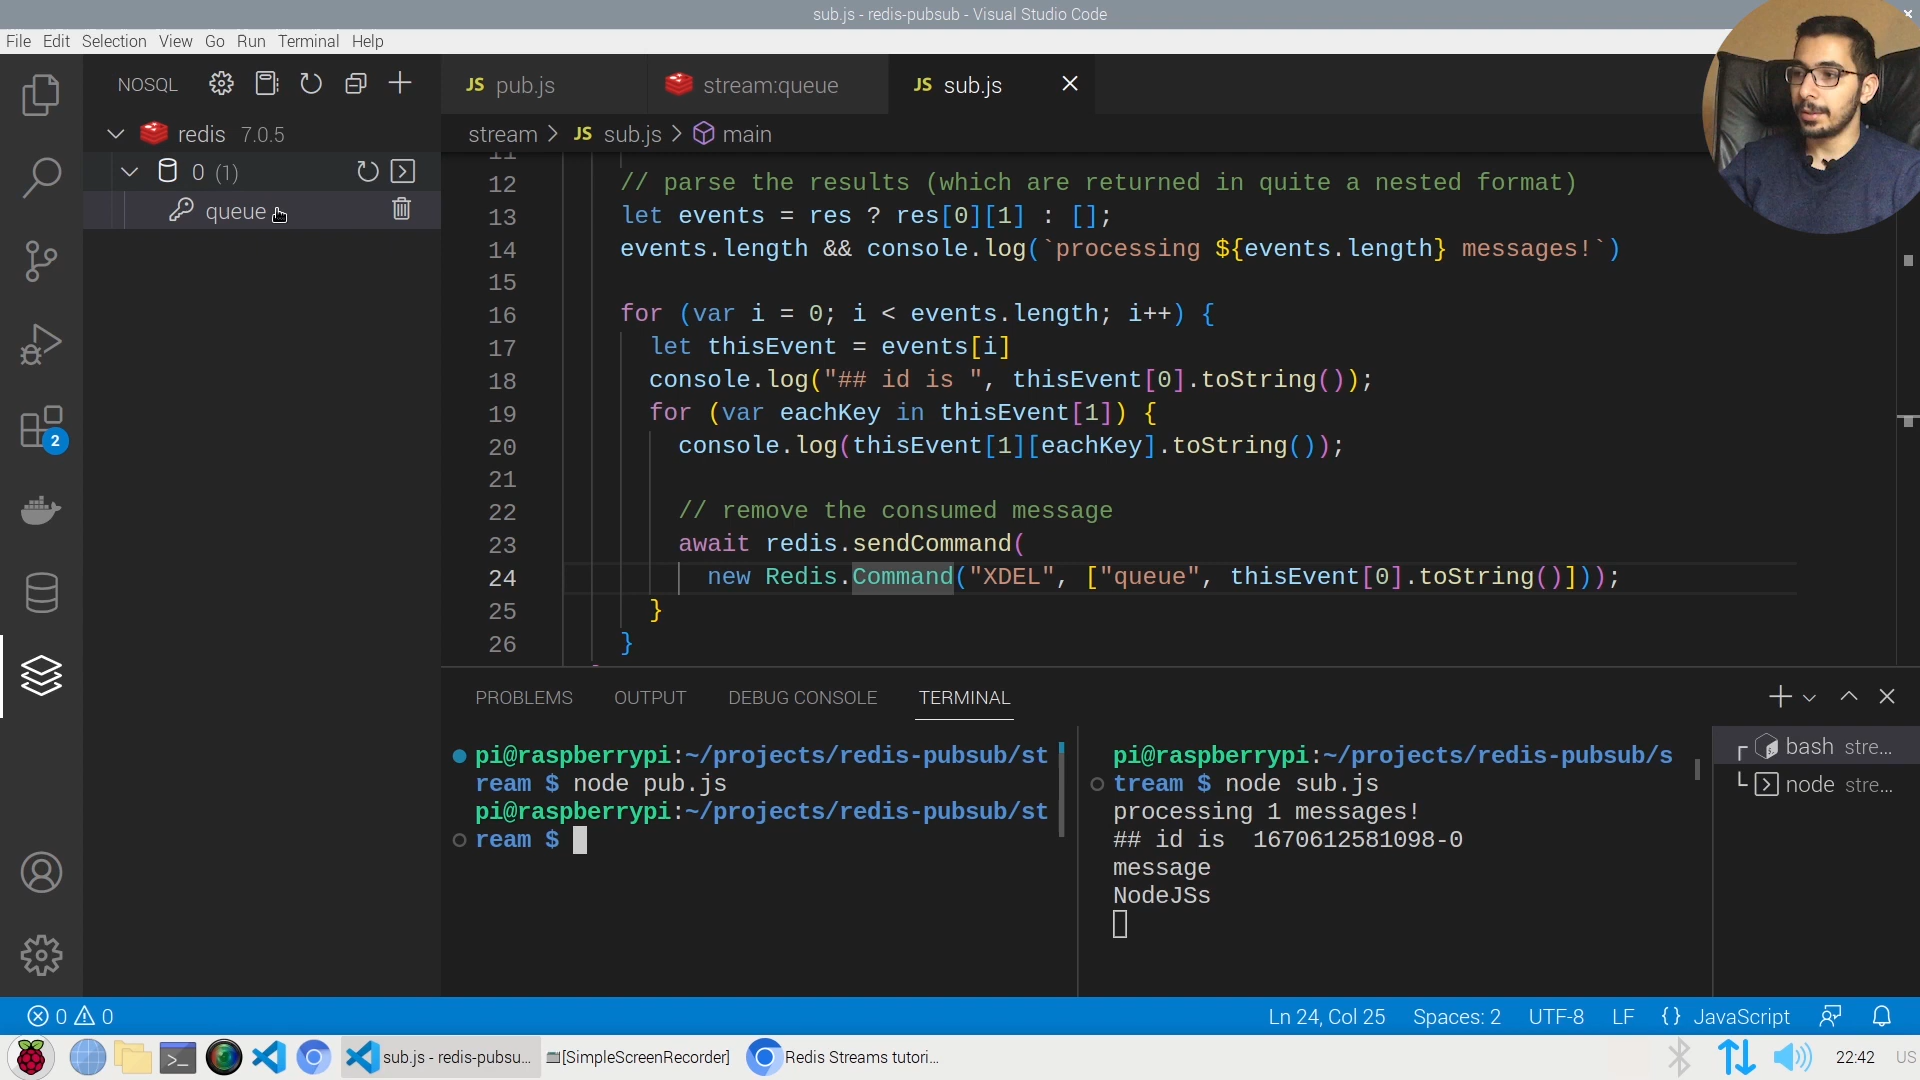 sub.js - redis-pubsub - Visual Studio Code
File Edit Selection View Go Run Terminal Help
NOSQL
JS pub.js
stream:queue
JS sub.js
redis 7.0.5
stream > JS sub.js > main
0 (1)
queue
2
11
12 // parse the results (which are returned in quite a nested format)
13 let events = res ? res[0][1] : [];
14 events.length && console.log(`processing ${events.length} messages!`)
15
16 for (var i = 0; i < events.length; i++) {
17 let thisEvent = events[i]
18 console.log("## id is ", thisEvent[0].toString());
19 for (var eachKey in thisEvent[1]) {
20 console.log(thisEvent[1][eachKey].toString());
21
22 // remove the consumed message
23 await redis.sendCommand(
24 new Redis.Command("XDEL", ["queue", thisEvent[0].toString()]));
25 }
26 }
PROBLEMS OUTPUT DEBUG CONSOLE TERMINAL
pi@raspberrypi:~/projects/redis-pubsub/st
ream $ node pub.js
pi@raspberrypi:~/projects/redis-pubsub/st
ream $
pi@raspberrypi:~/projects/redis-pubsub/s
tream $ node sub.js
processing 1 messages!
## id is  1670612581098-0
message
NodeJSs
bash stre...
node stre...
0 0
Ln 24, Col 25 Spaces: 2 UTF-8 LF {} JavaScript
sub.js - redis-pubsu...
[SimpleScreenRecorder]
Redis Streams tutori...
22:42
US